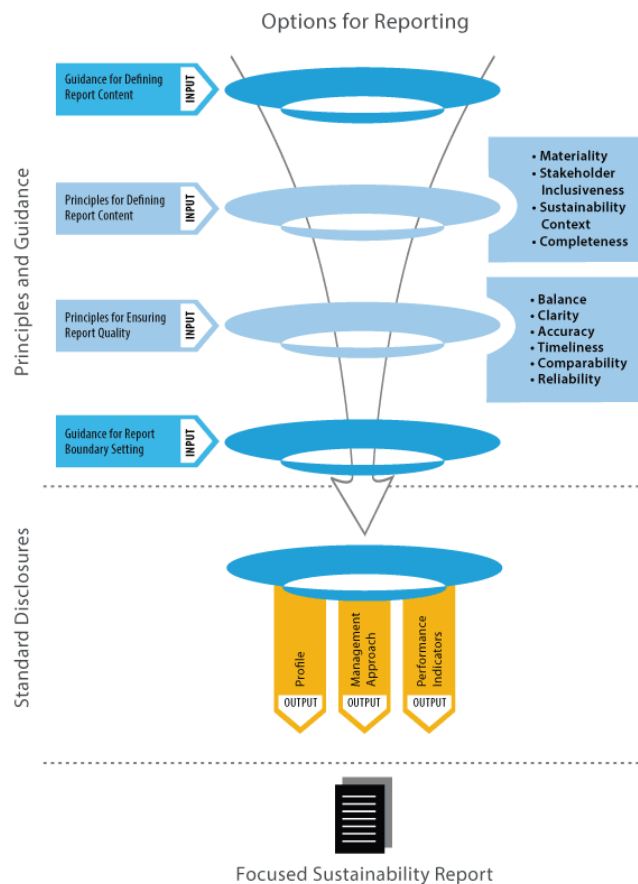 Options for Reporting
Principles and Guidance
Guidance for Defining
Report Content
INPUT
Principles for Defining
Report Content
INPUT
• Materiality
• Stakeholder
Inclusiveness
• Sustainability
Context
• Completeness
Principles for Ensuring
Report Quality
INPUT
• Balance
• Clarity
• Accuracy
• Timeliness
• Comparability
• Reliability
Guidance for Report
Boundary Setting
INPUT
Standard Disclosures
Profile
OUTPUT
Management
Approach
OUTPUT
Performance
Indicators
OUTPUT
Focused Sustainability Report